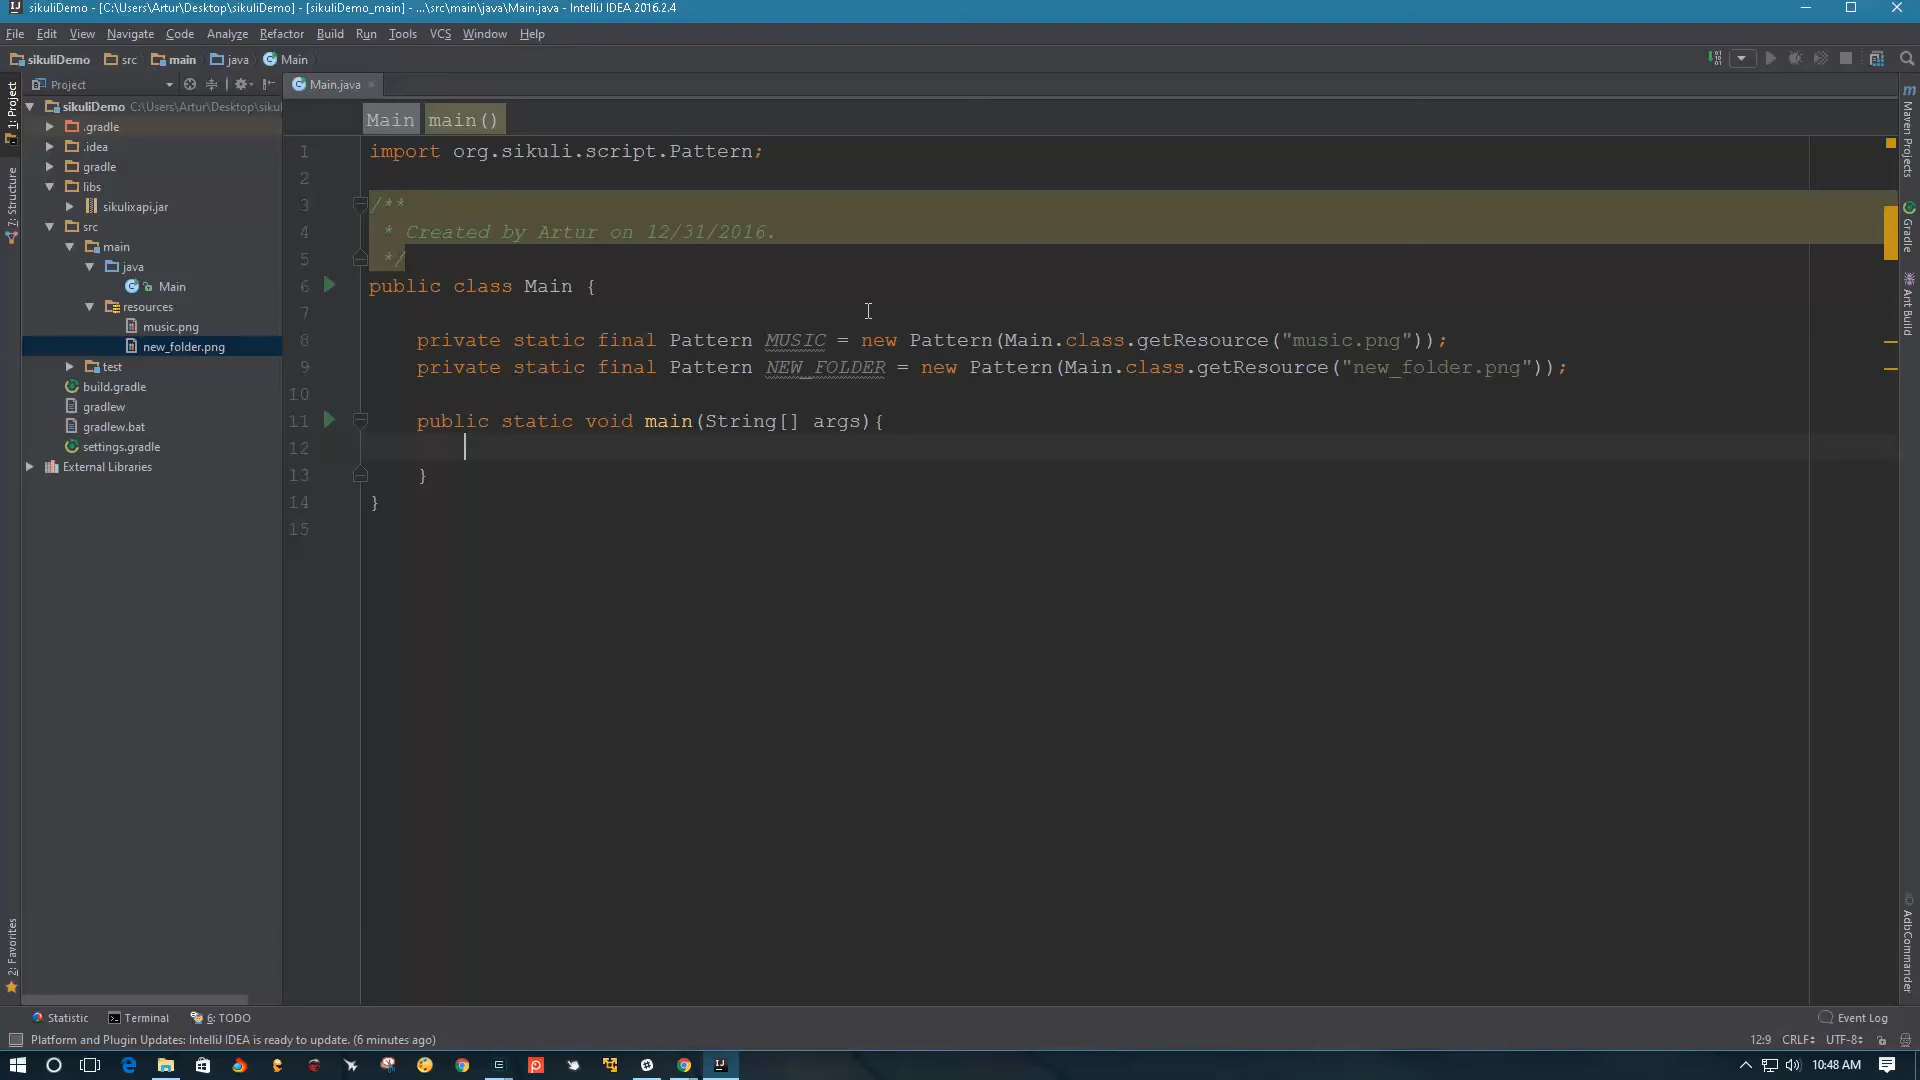 sikuliDemo - [C:\Users\Artur\Desktop\sikuliDemo] - [sikuliDemo_main] - ...\src\main\java\Main.java - IntelliJ IDEA 2016.2.4
File Edit View Navigate Code Analyze Refactor Build Run Tools VCS Window Help
sikuliDemo src main java Main
Project
Main.java
1: Project
7: Structure
2: Favorites
sikuliDemo C:\Users\Artur\Desktop\siku
.gradle
.idea
gradle
libs
sikulixapi.jar
src
main
java
Main
resources
music.png
new_folder.png
test
build.gradle
gradlew
gradlew.bat
settings.gradle
External Libraries
Main main()
1 import org.sikuli.script.Pattern;
2
3 /**
4 * Created by Artur on 12/31/2016.
5 */
6 public class Main {
7
8 private static final Pattern MUSIC = new Pattern(Main.class.getResource("music.png"));
9 private static final Pattern NEW_FOLDER = new Pattern(Main.class.getResource("new_folder.png"));
10
11 public static void main(String[] args){
12
13 }
14 }
15
Maven Projects
Gradle
Ant Build
AdbCommander
Statistic Terminal 6: TODO Event Log
Platform and Plugin Updates: IntelliJ IDEA is ready to update. (6 minutes ago) 12:9 CRLF UTF-8
10:48 AM